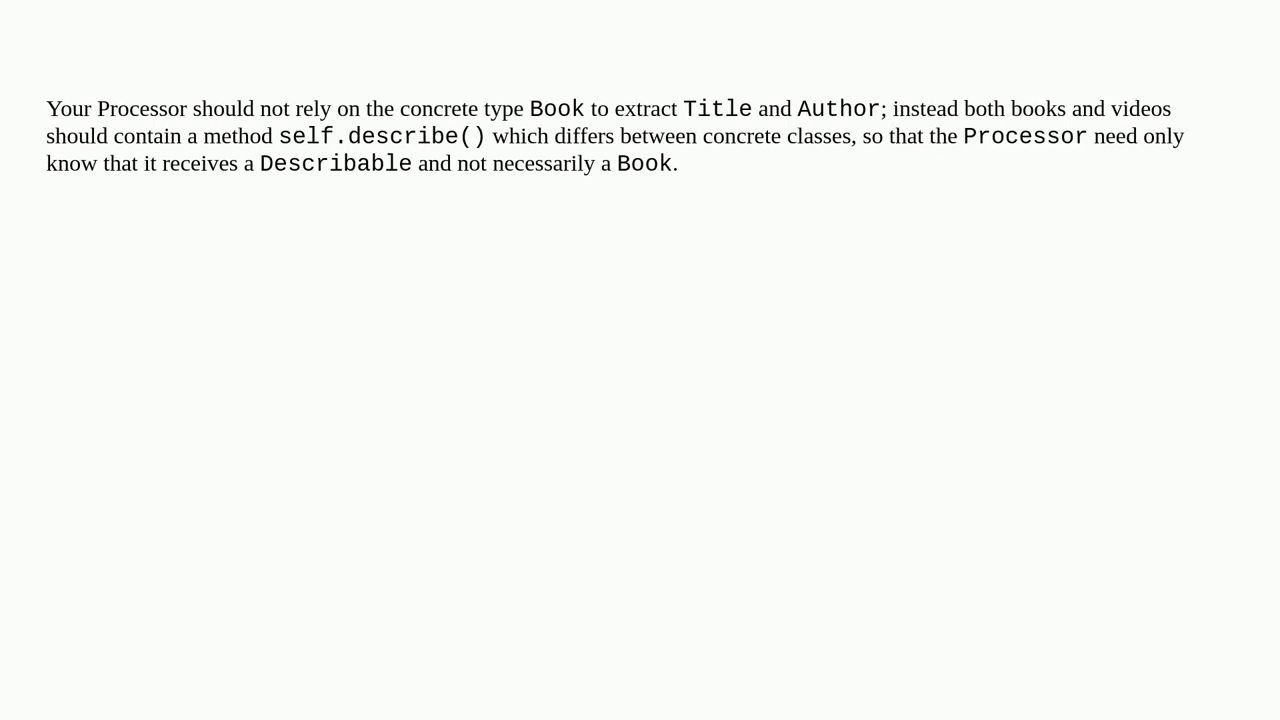 Your Processor should not rely on the concrete type Book to extract Title and Author; instead both books and videos
should contain a method self.describe() which differs between concrete classes, so that the Processor need only
know that it receives a Describable and not necessarily a Book.